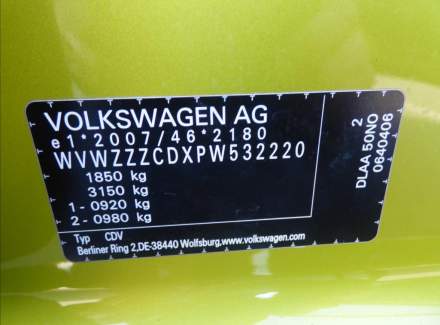 VOLKSWAGEN AG
e1*2007/46*2180
WVWZZZCDXPW532220
1850 kg
3150 kg
1 - 0920 kg
2 - 0980 kg
Typ CDV
Berliner Ring 2,DE-38440 Wolfsburg,www.volkswagen.com
2
DLAA 50NO
0640406